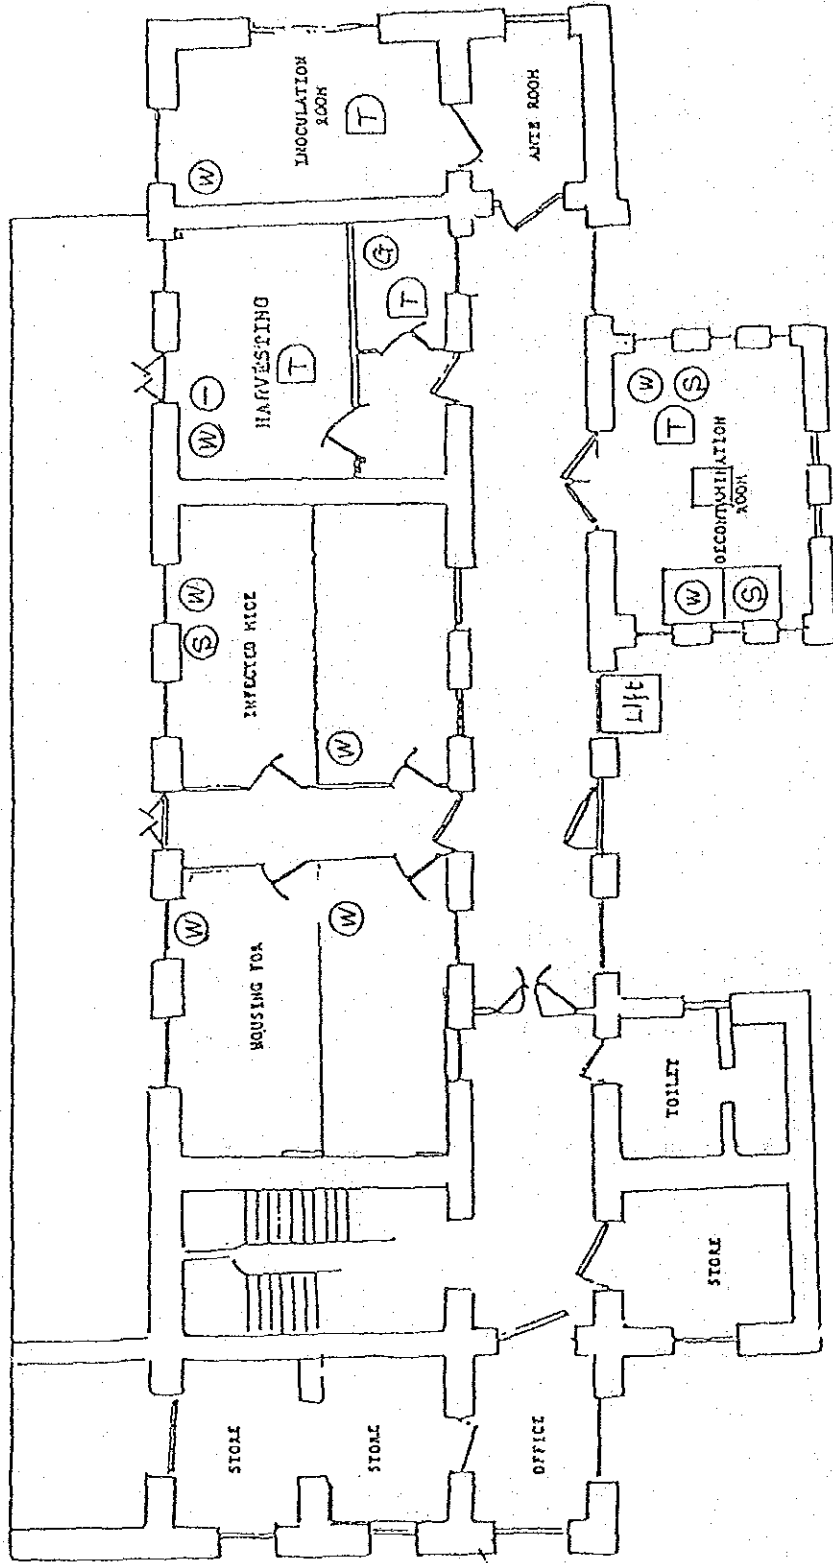 STORE
STORE
OFFICE
STORE
TOILET
HOUSING FOR
W
W
INFECTED MICE
S
W
W
Lift
HARVESTING
W
I
T
G
T
DECONTAMINATION
ROOM
W
S
T
W
S
INOCULATION
ROOM
W
T
ANTE ROOM